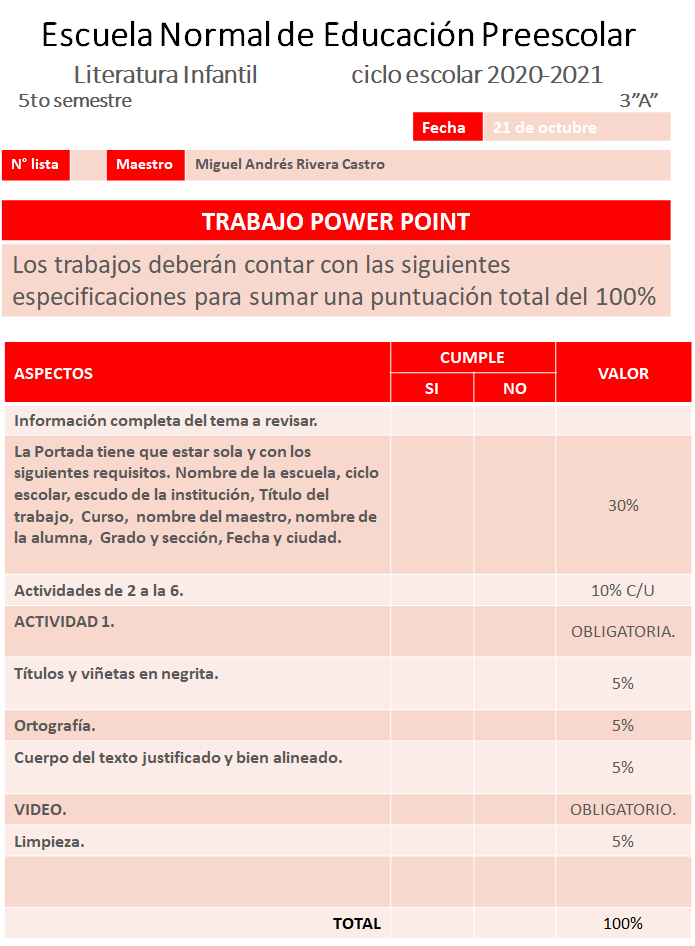 Escuela Normal de Educación Preescolar
Literatura Infantil ciclo escolar 2020-2021
5to semestre 3”A”
Fecha 21 de octubre
N° lista Maestro Miguel Andrés Rivera Castro
TRABAJO POWER POINT
Los trabajos deberán contar con las siguientes
especificaciones para sumar una puntuación total del 100%
ASPECTOS CUMPLE VALOR
SI NO
Información completa del tema a revisar.
La Portada tiene que estar sola y con los
siguientes requisitos. Nombre de la escuela, ciclo
escolar, escudo de la institución, Título del
trabajo, Curso, nombre del maestro, nombre de
la alumna, Grado y sección, Fecha y ciudad.
30%
Actividades de 2 a la 6. 10% C/U
ACTIVIDAD 1. OBLIGATORIA.
Títulos y viñetas en negrita. 5%
Ortografía. 5%
Cuerpo del texto justificado y bien alineado. 5%
VIDEO. OBLIGATORIO.
Limpieza. 5%
TOTAL 100%